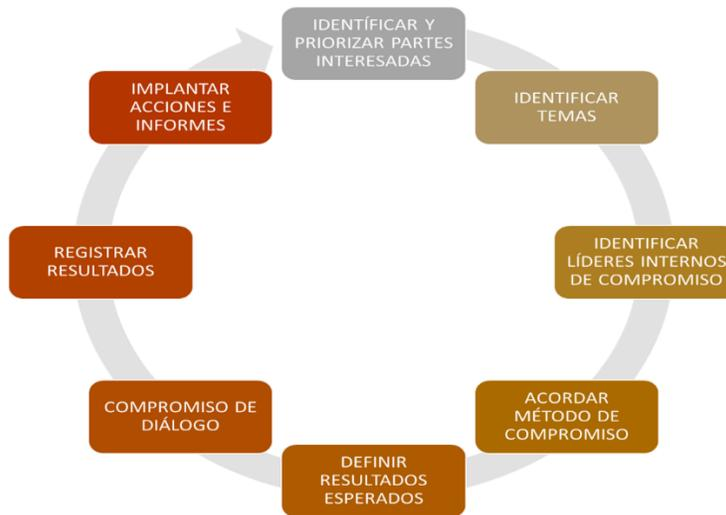 IDENTÍFICAR Y
PRIORIZAR PARTES
INTERESADAS
IDENTIFICAR
TEMAS
IDENTIFICAR
LÍDERES INTERNOS
DE COMPROMISO
ACORDAR
MÉTODO DE
COMPROMISO
DEFINIR
RESULTADOS
ESPERADOS
COMPROMISO DE
DIÁLOGO
REGISTRAR
RESULTADOS
IMPLANTAR
ACCIONES E
INFORMES